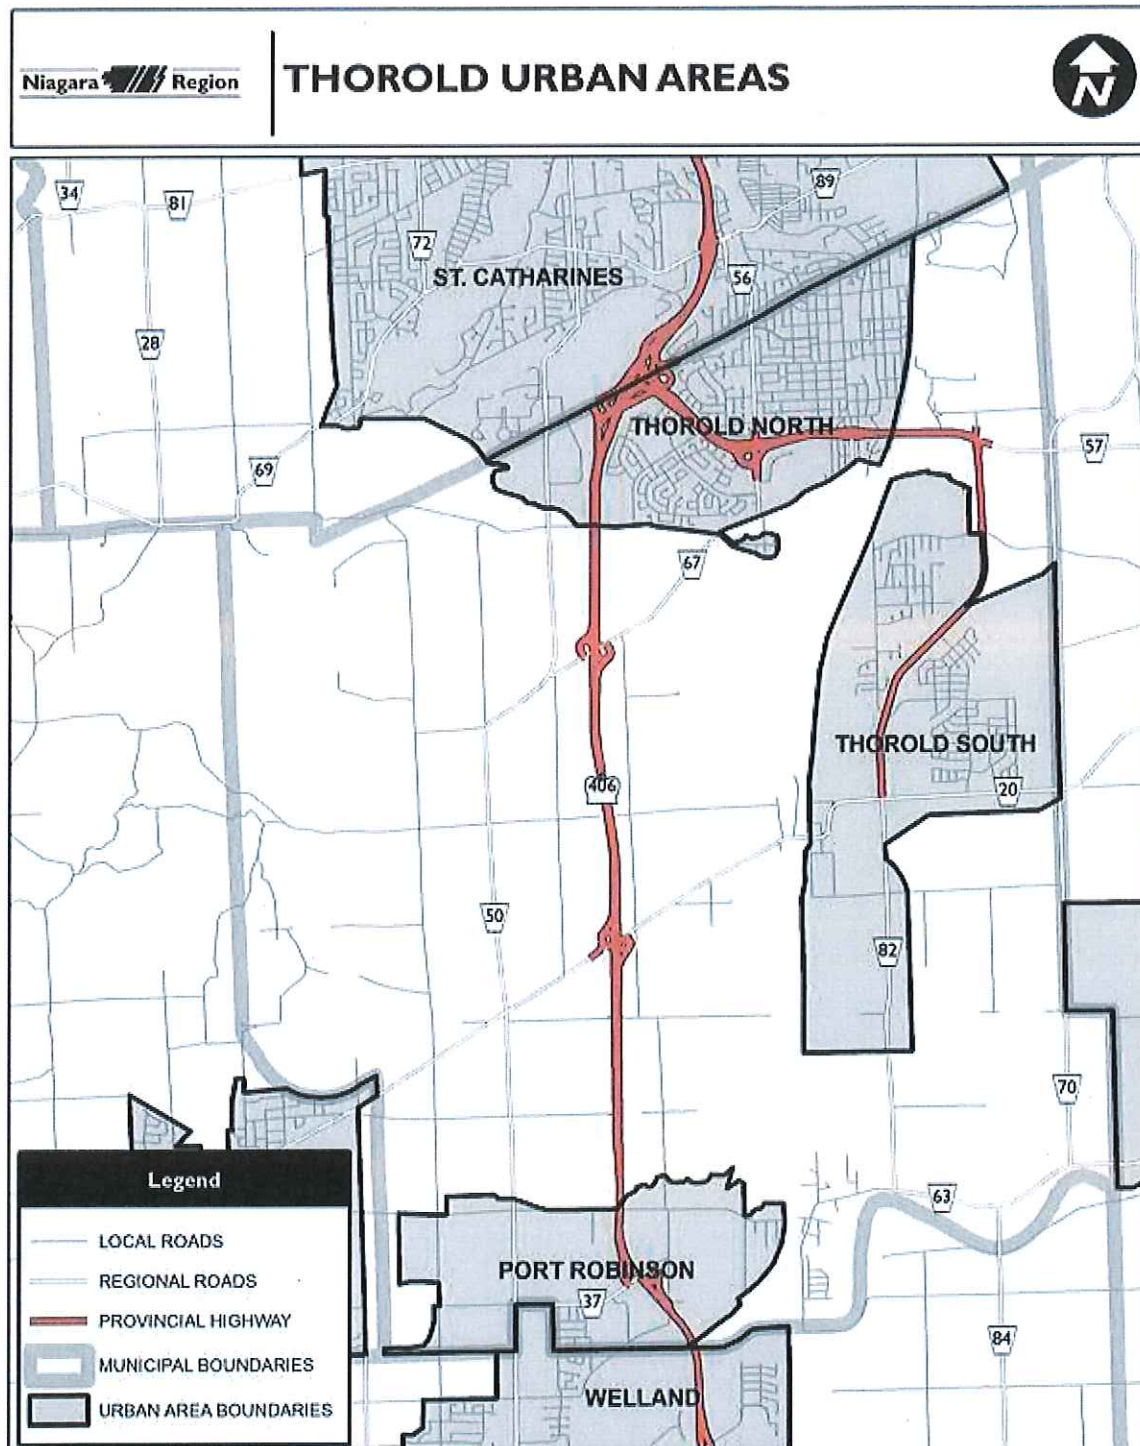 Niagara Region
THOROLD URBAN AREAS
N
34
81
89
72
56
ST. CATHARINES
28
THOROLD NORTH
57
69
67
THOROLD SOUTH
406
20
50
82
70
63
PORT ROBINSON
37
84
WELLAND
Legend
LOCAL ROADS
REGIONAL ROADS
PROVINCIAL HIGHWAY
MUNICIPAL BOUNDARIES
URBAN AREA BOUNDARIES